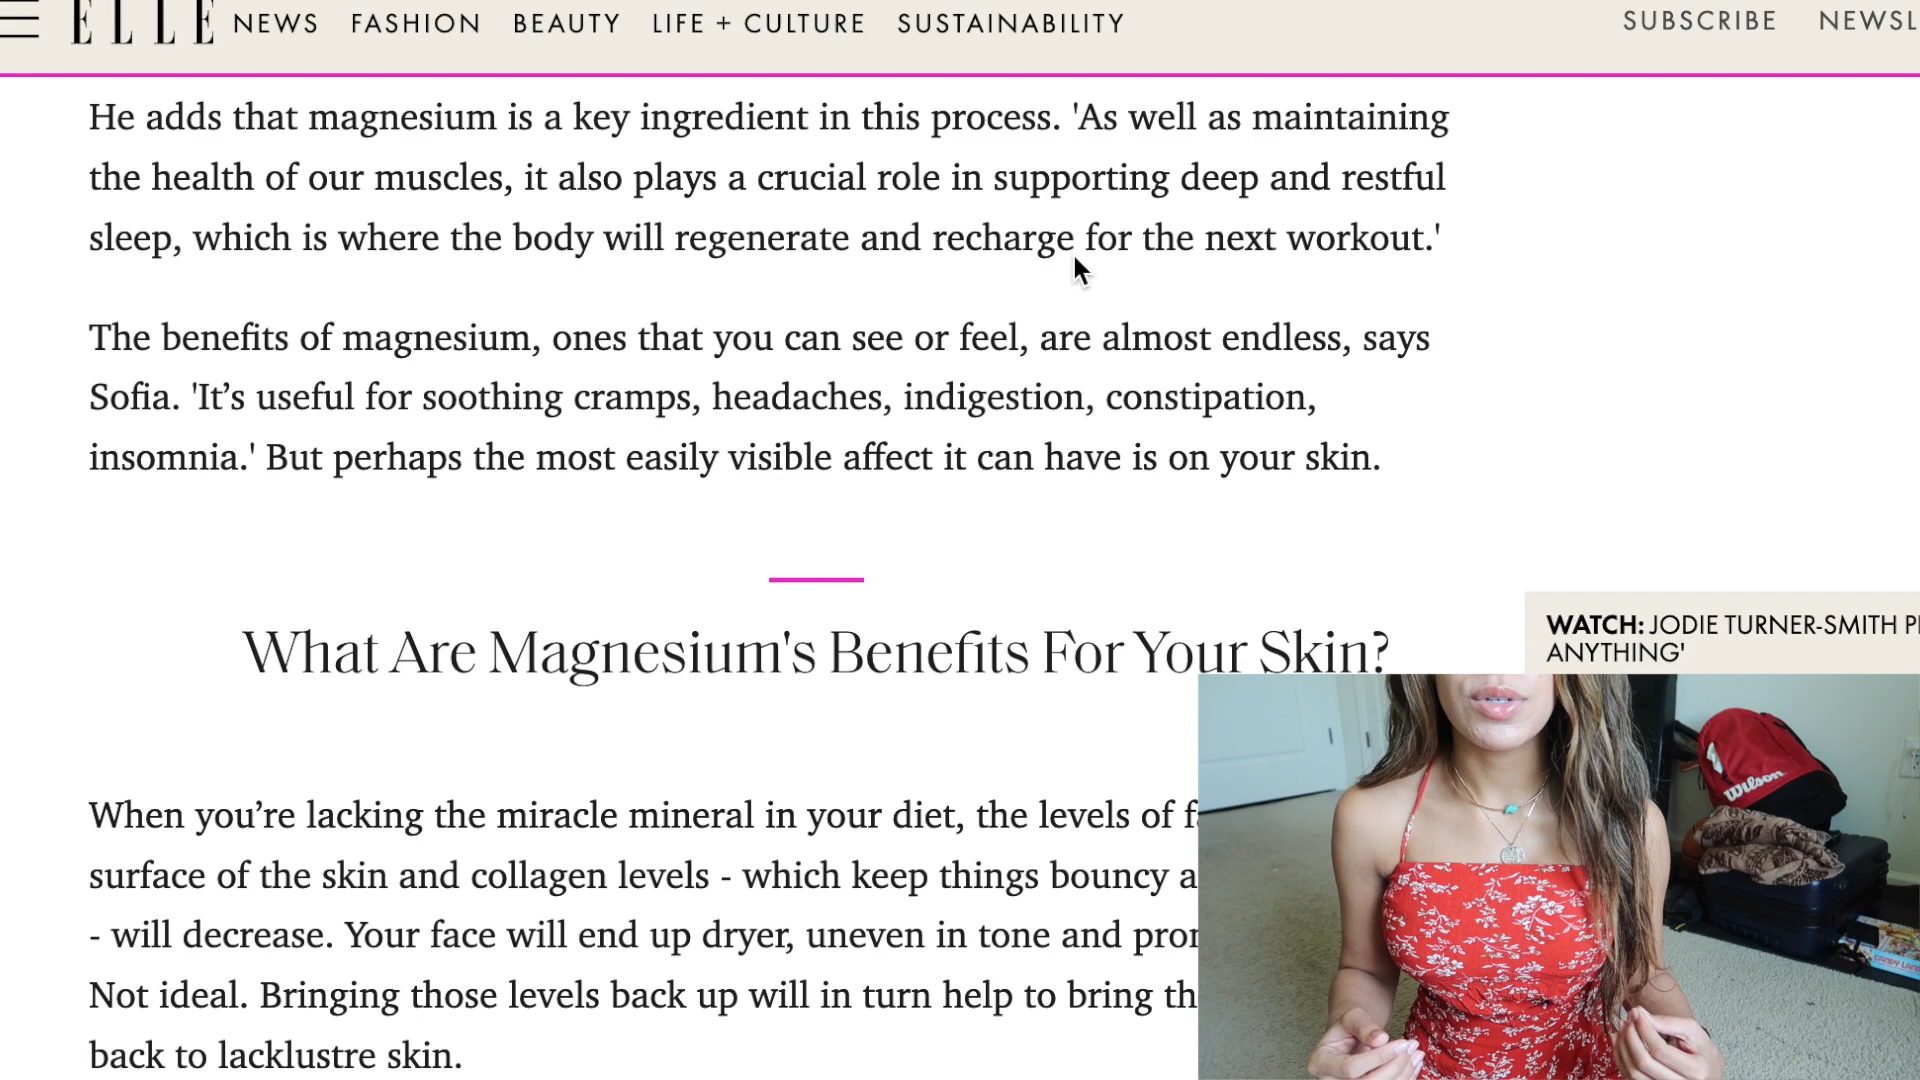 ELLE NEWS FASHION BEAUTY LIFE + CULTURE SUSTAINABILITY SUBSCRIBE
He adds that magnesium is a key ingredient in this process. 'As well as maintaining
the health of our muscles, it also plays a crucial role in supporting deep and restful
sleep, which is where the body will regenerate and recharge for the next workout.'
The benefits of magnesium, ones that you can see or feel, are almost endless, says
Sofia. 'It’s useful for soothing cramps, headaches, indigestion, constipation,
insomnia.' But perhaps the most easily visible affect it can have is on your skin.
What Are Magnesium's Benefits For Your Skin?
WATCH: JODIE TURNER-SMITH
ANYTHING'
When you’re lacking the miracle mineral in your diet, the levels of
surface of the skin and collagen levels - which keep things bouncy
- will decrease. Your face will end up dryer, uneven in tone and
Not ideal. Bringing those levels back up will in turn help to bring
back to lacklustre skin.
Wilson